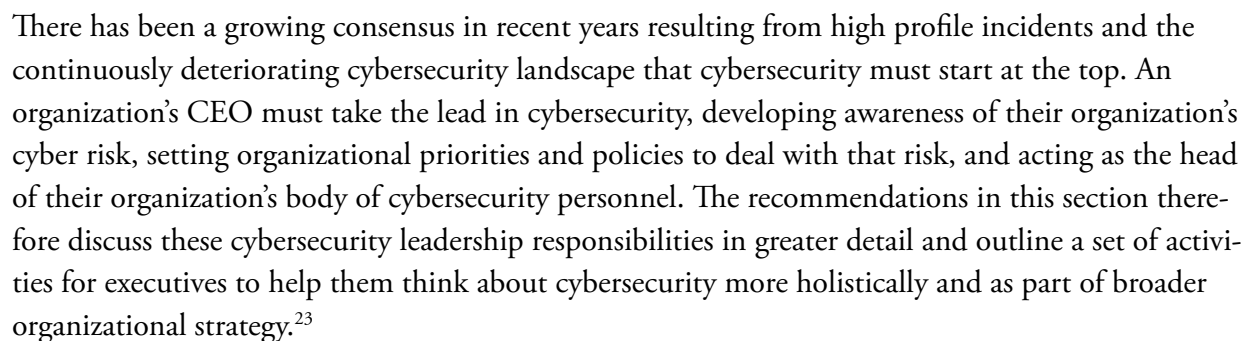 There has been a growing consensus in recent years resulting from high profile incidents and the
continuously deteriorating cybersecurity landscape that cybersecurity must start at the top. An
organization’s CEO must take the lead in cybersecurity, developing awareness of their organization’s
cyber risk, setting organizational priorities and policies to deal with that risk, and acting as the head
of their organization’s body of cybersecurity personnel. The recommendations in this section there-
fore discuss these cybersecurity leadership responsibilities in greater detail and outline a set of activi-
ties for executives to help them think about cybersecurity more holistically and as part of broader
organizational strategy.23